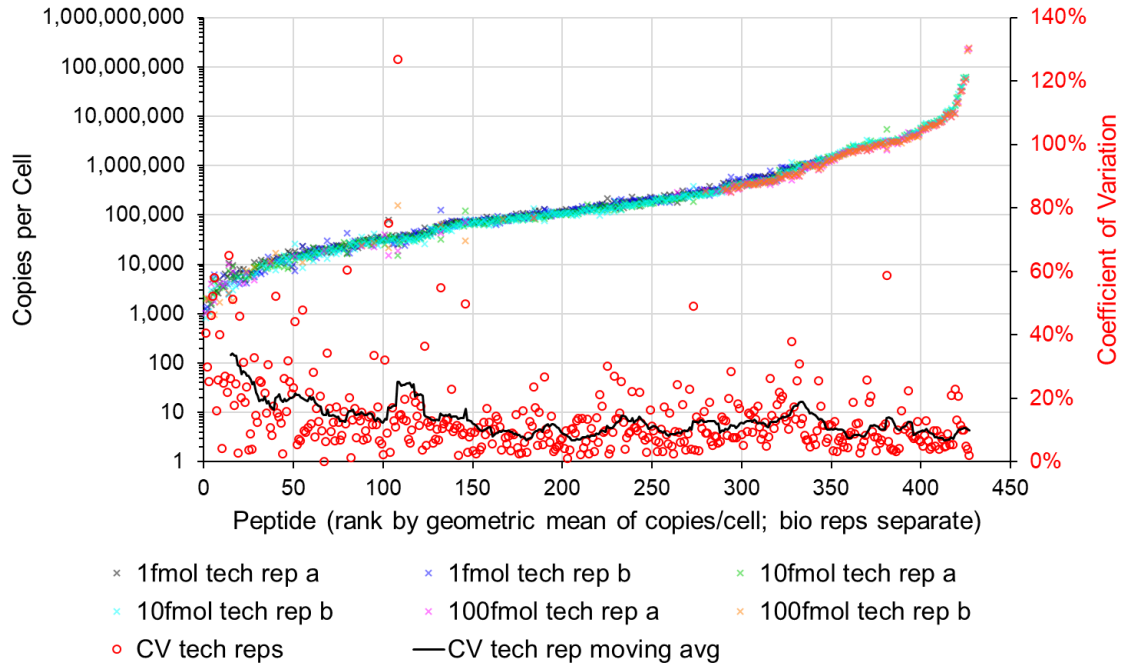 1,000,000,000
100,000,000
10,000,000
1,000,000
100,000
10,000
1,000
100
10
1
Copies per Cell
140%
120%
100%
80%
60%
40%
20%
0%
Coefficient of Variation
0 50 100 150 200 250 300 350 400 450
Peptide (rank by geometric mean of copies/cell; bio reps separate)
1fmol tech rep a 1fmol tech rep b 10fmol tech rep a
10fmol tech rep b 100fmol tech rep a 100fmol tech rep b
CV tech reps CV tech rep moving avg